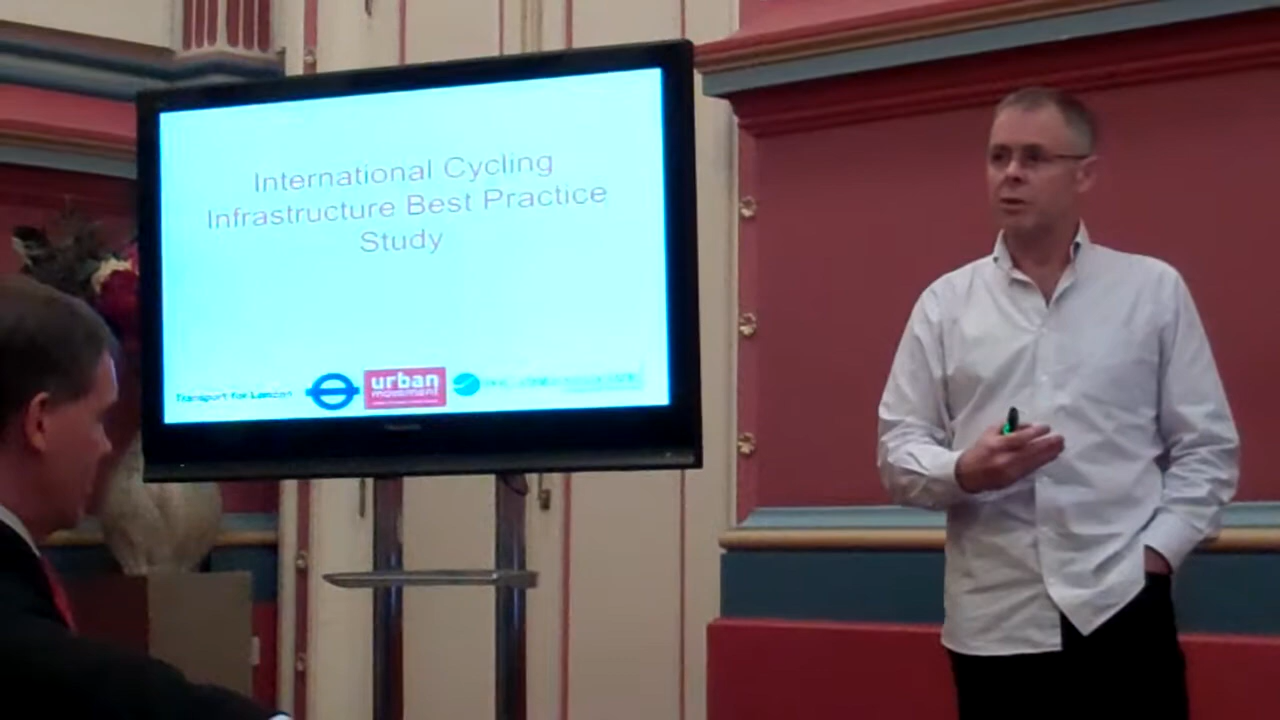 International Cycling
Infrastructure Best Practice
Study
Transport for London
urban
movement